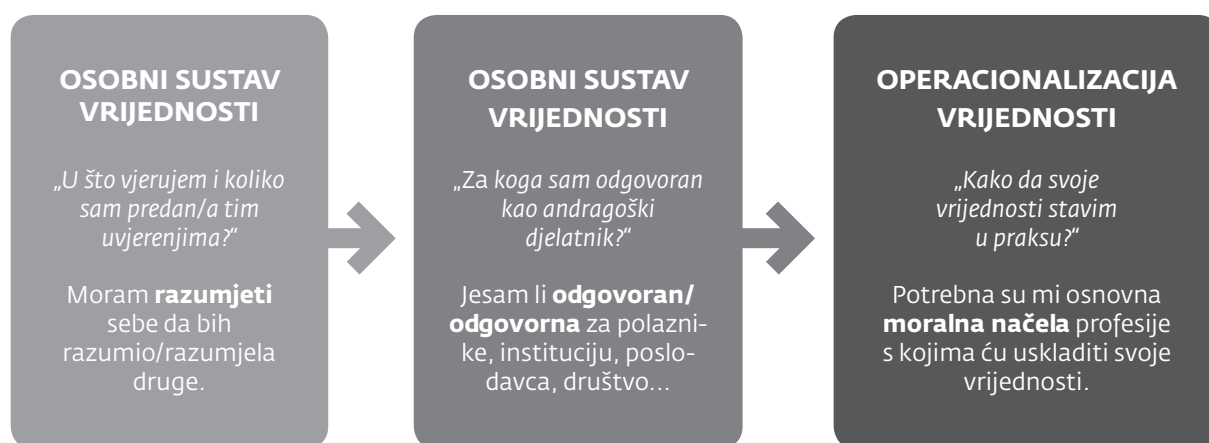 OSOBNI SUSTAV
VRIJEDNOSTI
„U što vjerujem i koliko
sam predan/a tim
uvjerenjima?“
Moram razumjeti
sebe da bih
razumio/razumjela
druge.
OSOBNI SUSTAV
VRIJEDNOSTI
„Za koga sam odgovoran
kao andragoški
djelatnik?“
Jesam li odgovoran/
odgovorna za polazni-
ke, instituciju, poslo-
davca, društvo...
OPERACIONALIZACIJA
VRIJEDNOSTI
„Kako da svoje
vrijednosti stavim
u praksu?“
Potrebna su mi osnovna
moralna načela profesije
s kojima ću uskladiti svoje
vrijednosti.